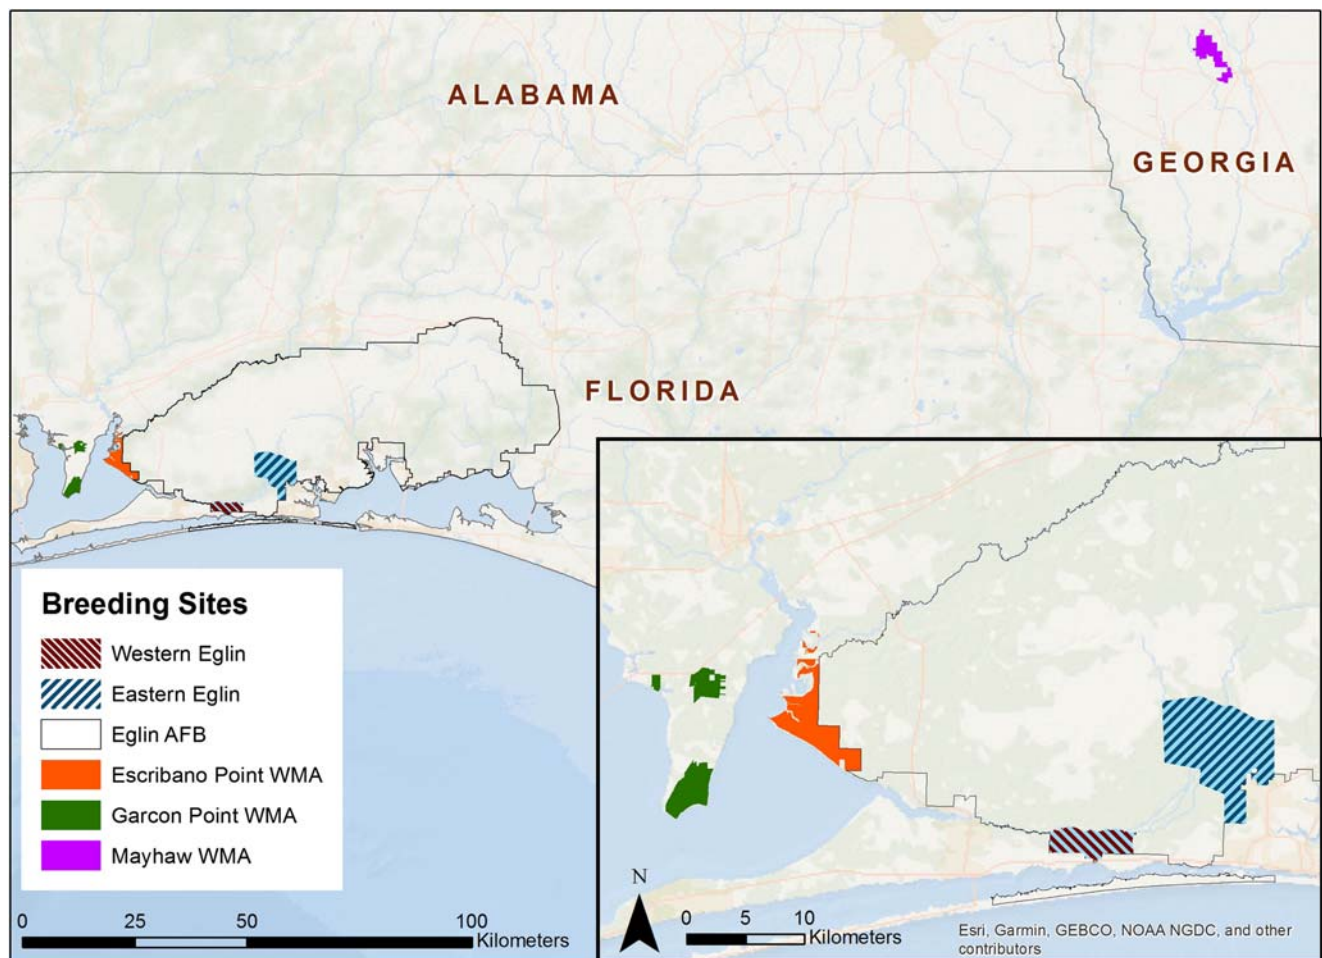 ALABAMA
GEORGIA
FLORIDA
Breeding Sites
Western Eglin
Eastern Eglin
Eglin AFB
Escribano Point WMA
Garcon Point WMA
Mayhaw WMA
0 25 50 100
Kilometers
N
0 5 10
Kilometers
Esri, Garmin, GEBCO, NOAA NGDC, and other
contributors